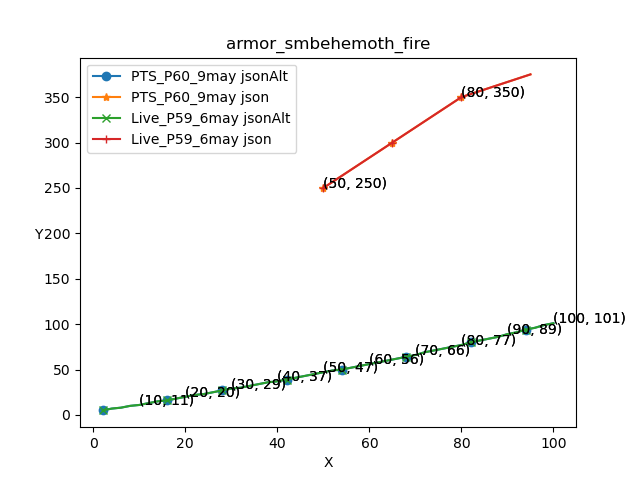 armor_smbehemoth_fire
PTS_P60_9may jsonAlt
PTS_P60_9may json
Live_P59_6may jsonAlt
Live_P59_6may json
(80, 350)
(50, 250)
(100, 101)
(90, 89)
(80, 77)
(70, 66)
(60, 56)
(50, 47)
(40, 37)
(30, 29)
(20, 20)
(10, 11)
350
300
250
200
150
100
50
0
Y
0 20 40 60 80 100
X